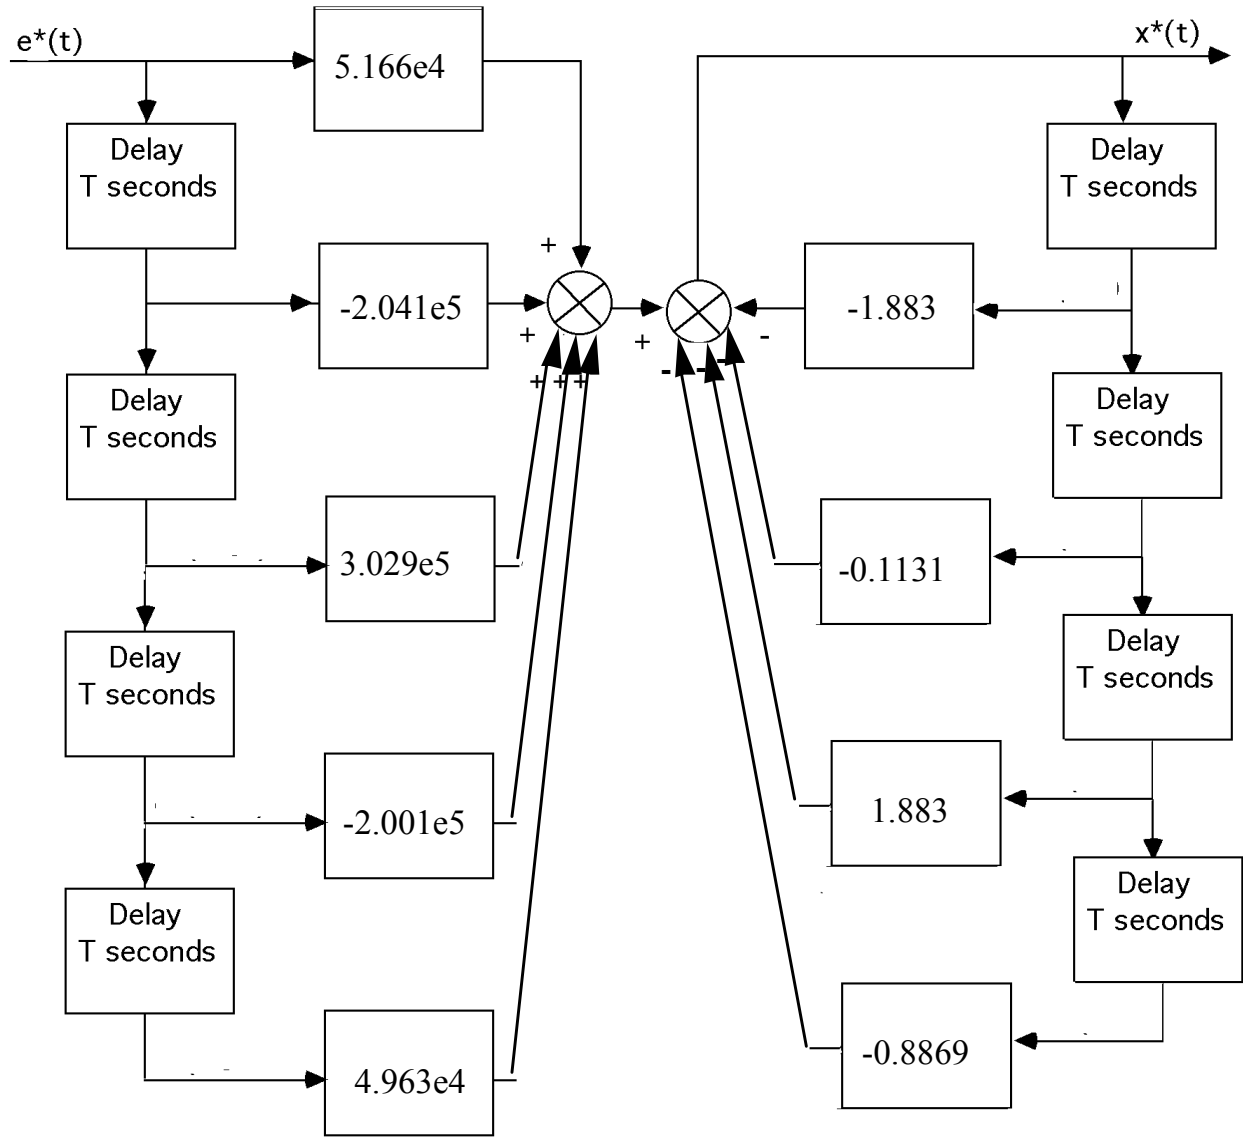 e*(t)
5.166e4
x*(t)
Delay
T seconds
Delay
T seconds
+
-2.041e5
-1.883
+
+
-
+ + +
- - -
Delay
T seconds
Delay
T seconds
3.029e5
-0.1131
Delay
T seconds
Delay
T seconds
-2.001e5
1.883
Delay
T seconds
Delay
T seconds
4.963e4
-0.8869